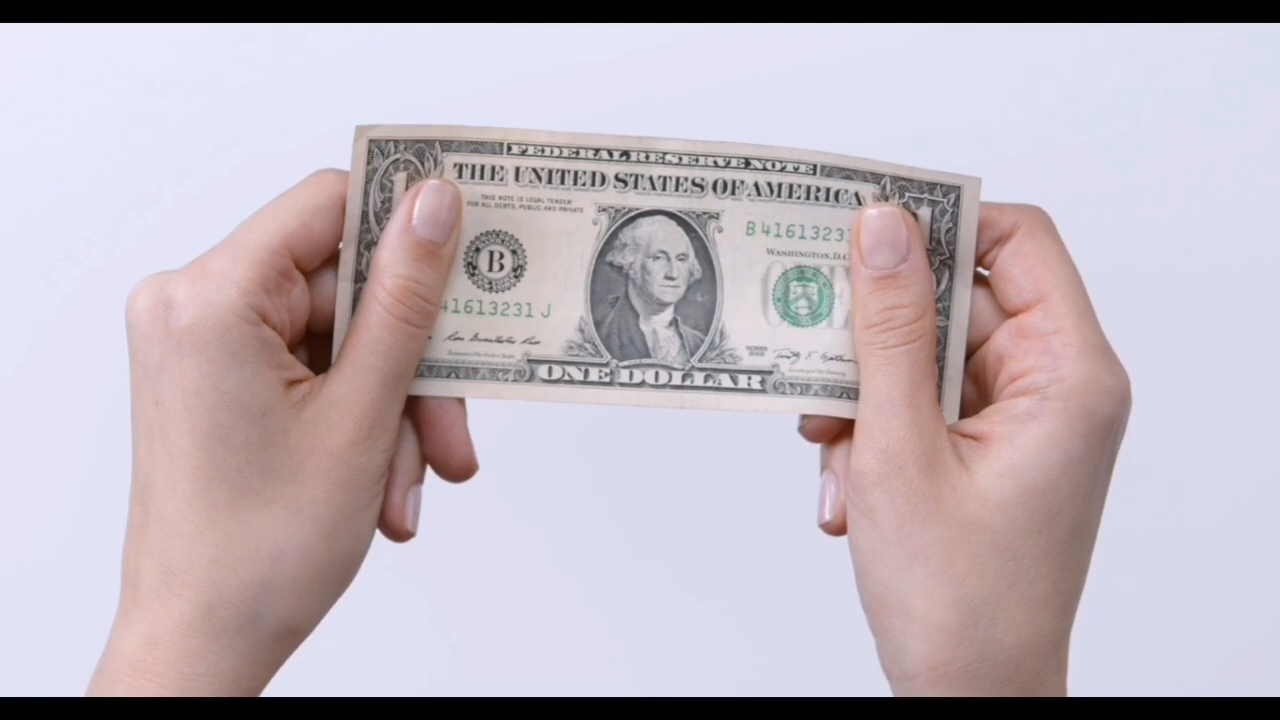 FEDERAL RESERVE NOTE
THE UNITED STATES OF AMERICA
THIS NOTE IS LEGAL TENDER
FOR ALL DEBTS, PUBLIC AND PRIVATE
B 4161323
WASHINGTON, D.C
B
41613231 J
SERIES
ONE DOLLAR